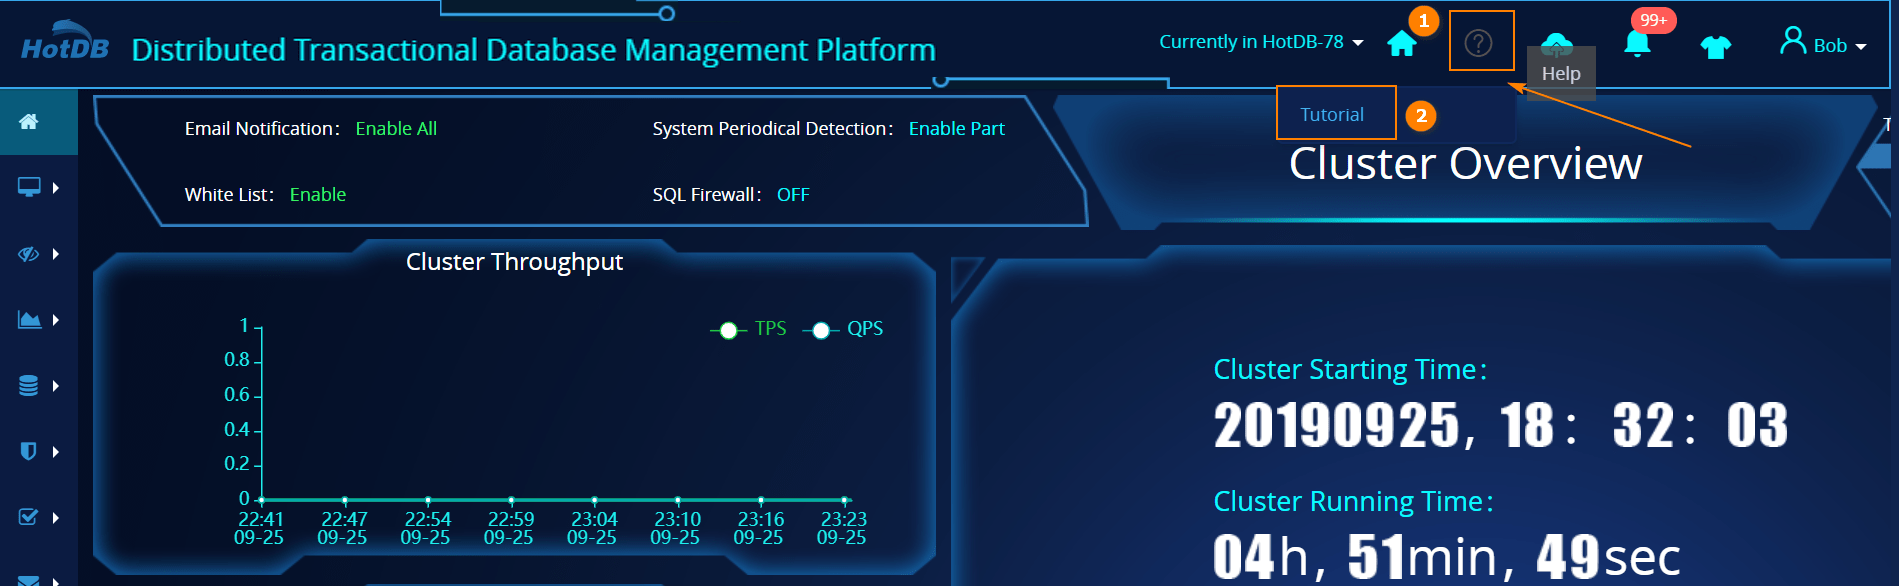 HotDB
Distributed Transactional Database Management Platform
Currently in HotDB-78
1
99+
Bob
Help
Tutorial
2
Email Notification: Enable All
System Periodical Detection: Enable Part
White List: Enable
SQL Firewall: OFF
Cluster Overview
T
Cluster Throughput
TPS QPS
1
0.8
0.6
0.4
0.2
0
22:41 22:47 22:54 22:59 23:04 23:10 23:16 23:23
09-25 09-25 09-25 09-25 09-25 09-25 09-25 09-25
Cluster Starting Time:
20190925, 18: 32: 03
Cluster Running Time:
04h, 51min, 49sec